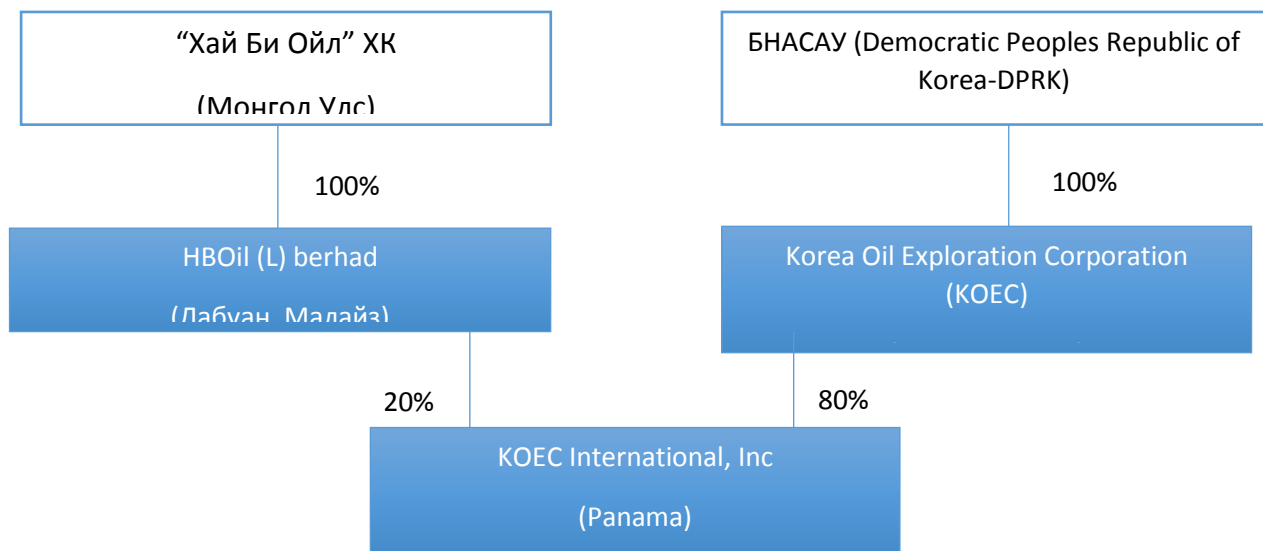 “Хай Би Ойл” ХК
(Монгол Улс)
БНАСАУ (Democratic Peoples Republic of
Korea-DPRK)
100%
100%
HBOil (L) berhad
(Лабуан, Малайз)
Korea Oil Exploration Corporation
(KOEC)
20%
80%
KOEC International, Inc
(Panama)